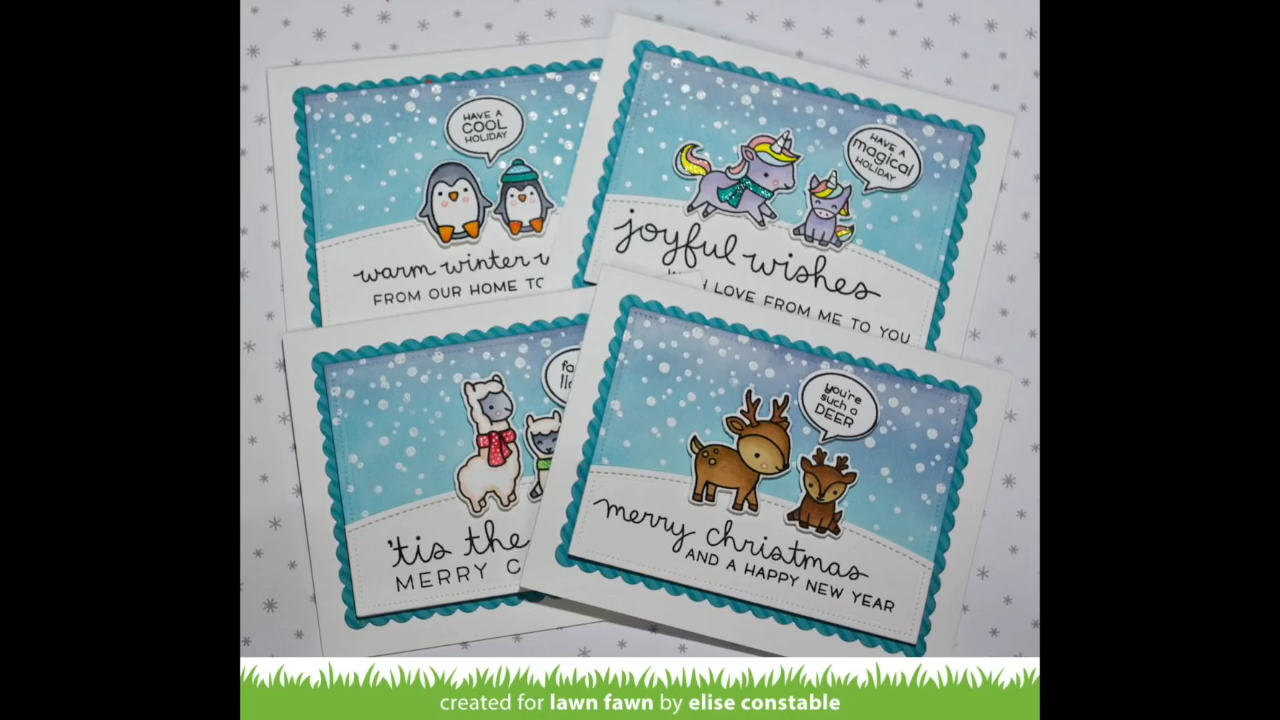 HAVE A
COOL
HOLIDAY
warm winter
FROM OUR HOME
HAVE A
magical
HOLIDAY
joyful wishes
LOVE FROM ME TO YOU
'tis the
MERRY
you're
such a
DEER
merry christmas
AND A HAPPY NEW YEAR
created for lawn fawn by elise constable